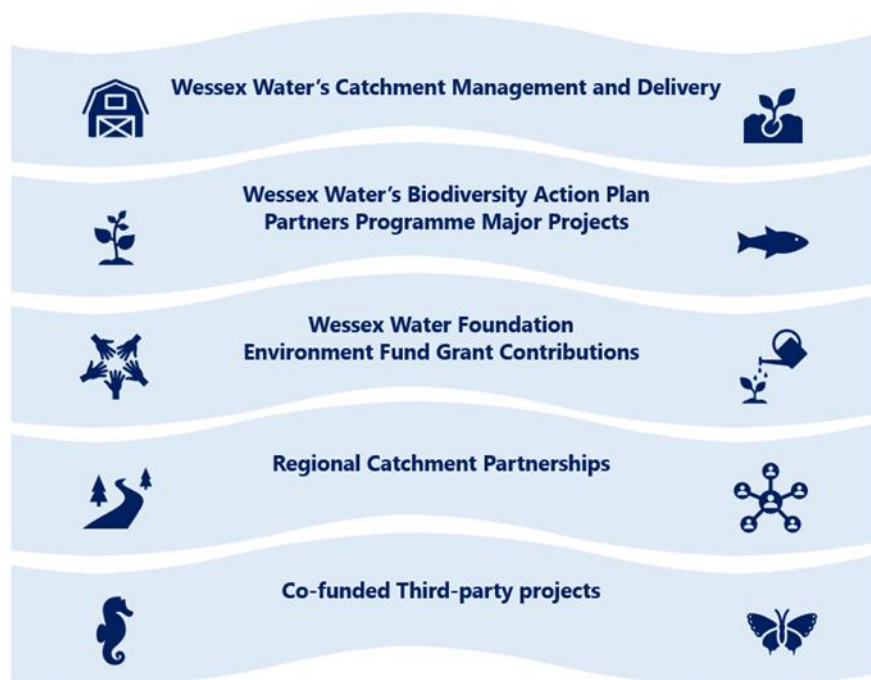 Wessex Water's Catchment Management and Delivery
Wessex Water's Biodiversity Action Plan
Partners Programme Major Projects
Wessex Water Foundation
Environment Fund Grant Contributions
Regional Catchment Partnerships
Co-funded Third-party projects